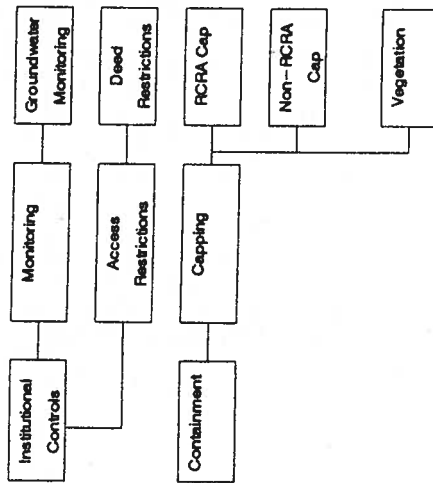 Institutional
Controls
Monitoring
Groundwater
Monitoring
Access
Restrictions
Deed
Restrictions
Containment
Capping
RCRA Cap
Non-RCRA
Cap
Vegetation